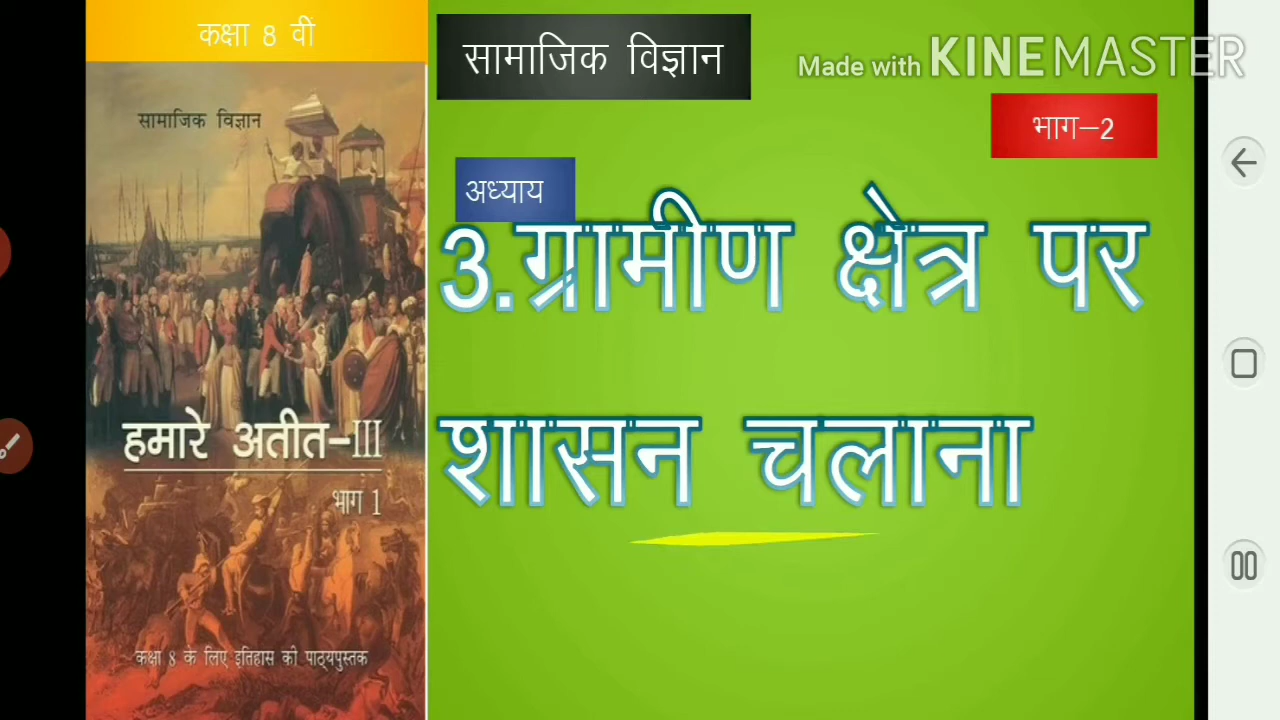 कक्षा 8 वी
सामाजिक विज्ञान
हमारे अतीत-III
भाग 1
कक्षा 8 के लिए इतिहास की पाठ्यपुस्तक
सामाजिक विज्ञान
Made with KINEMASTER
भाग-2
अध्याय
3.ग्रामीण क्षेत्र पर
शासन चलाना